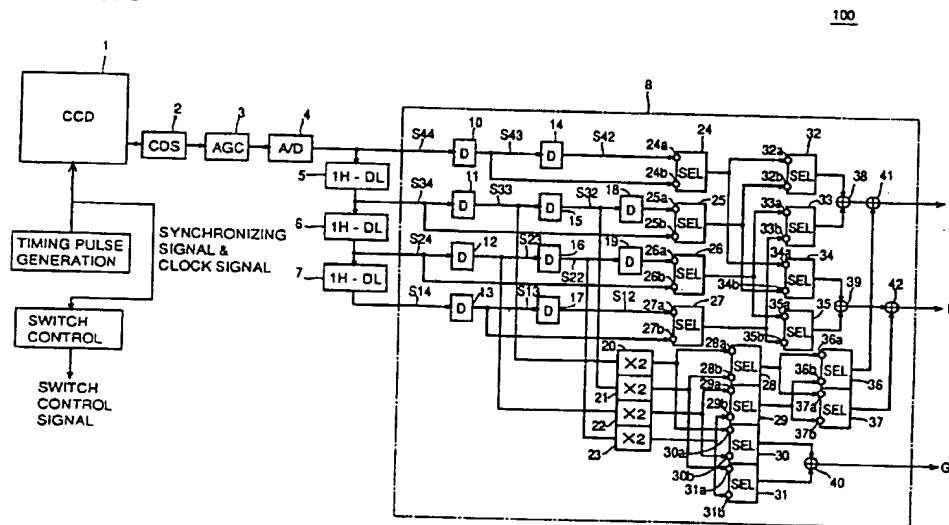 100
1
CCD
2
CDS
3
AGC
4
A/D
8
S44
D
10
S43
D
14
S42
24a
24b
SEL
24
32a
32b
SEL
32
38
41
5
1H - DL
S34
D
11
S33
D
15
S32
D
18
25a
25b
SEL
25
33a
33b
SEL
33
6
1H - DL
S24
D
12
S23
D
16
S22
D
19
26a
26b
SEL
26
34a
34b
SEL
34
39
42
7
1H - DL
S14
D
13
S13
D
17
S12
27a
27b
SEL
27
35a
35b
SEL
35
TIMING PULSE
GENERATION
SYNCHRONIZING
SIGNAL &
CLOCK SIGNAL
SWITCH
CONTROL
SWITCH
CONTROL
SIGNAL
20
×2
21
×2
22
×2
23
×2
28a
28b
SEL
28
29a
29b
SEL
29
30a
30b
SEL
30
31a
31b
SEL
31
36a
36b
SEL
36
37a
37b
SEL
37
40
G